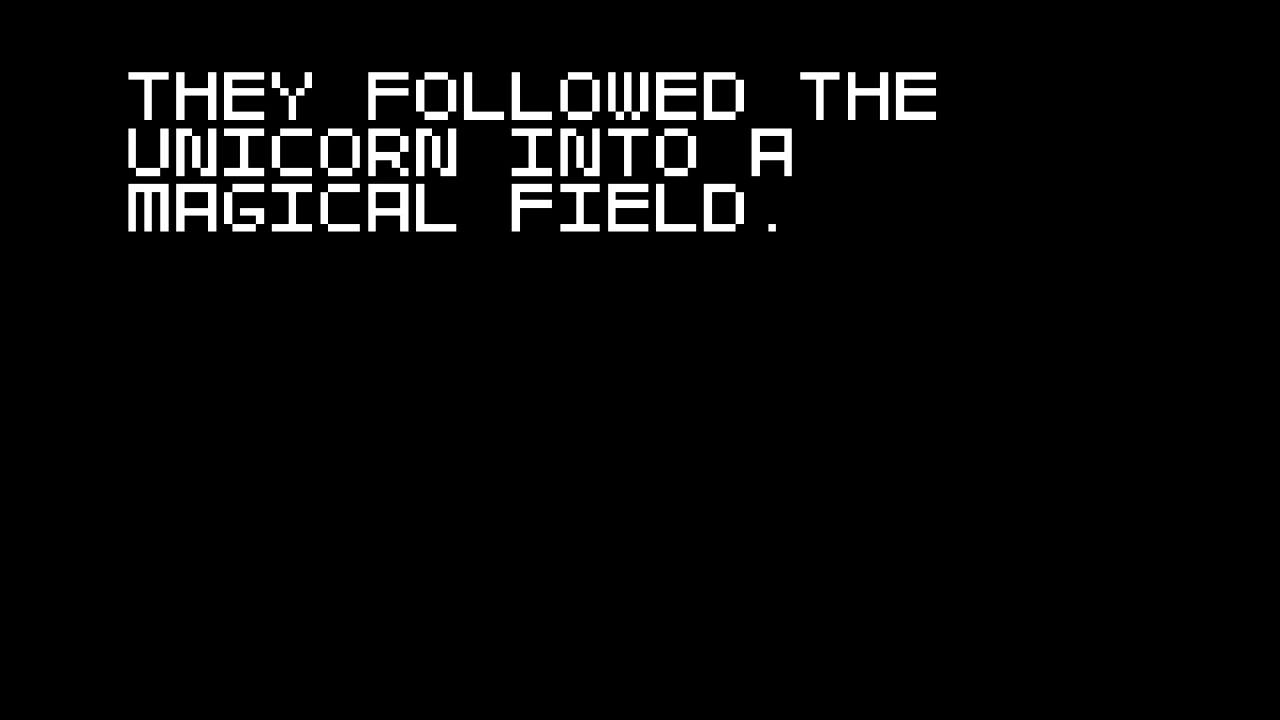 THEY FOLLOWED THE
UNICORN INTO A
MAGICAL FIELD.